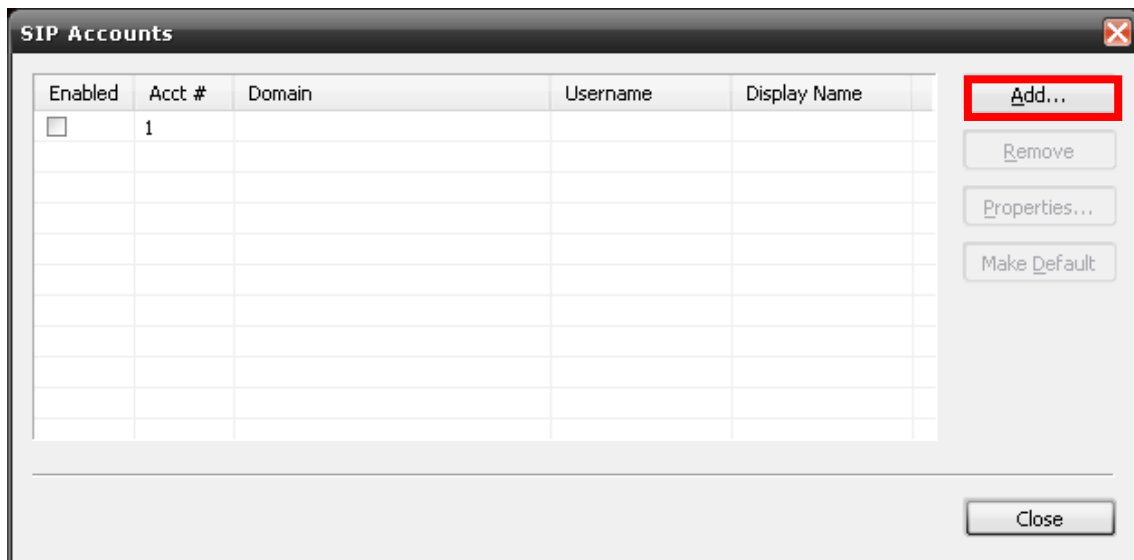 SIP Accounts
Enabled Acct # Domain Username Display Name
1
Add...
Remove
Properties...
Make Default
Close